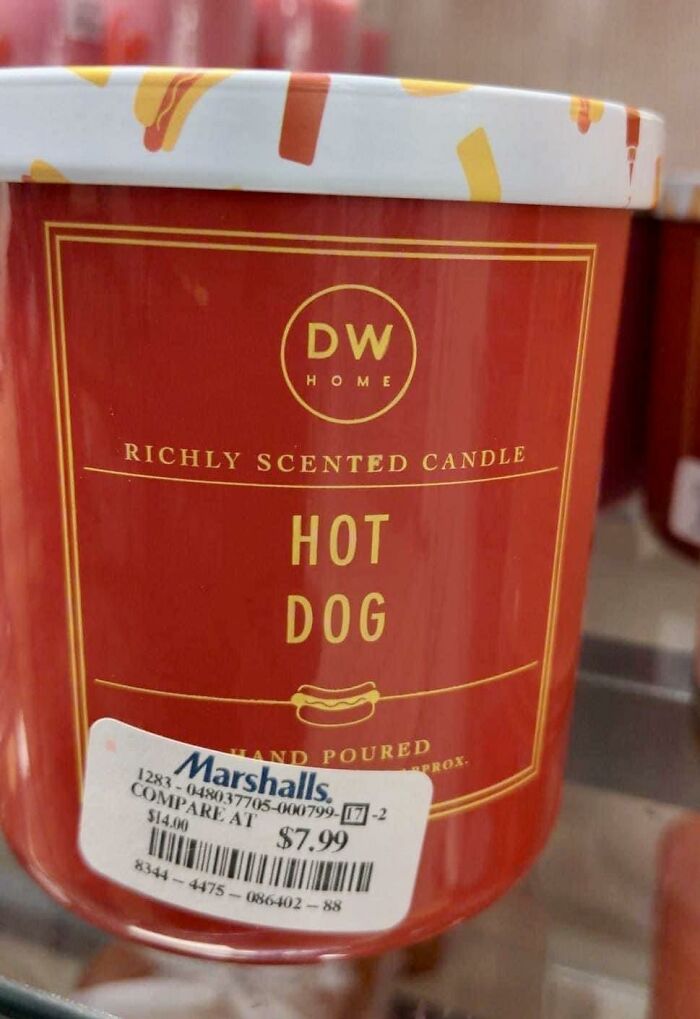 DW
HOME
RICHLY SCENTED CANDLE
HOT
DOG
HAND POURED
APPROX.
Marshalls.
1283 - 048037705-000799-17-2
COMPARE AT
$14.00
$7.99
8344 - 4475 - 086402 - 88